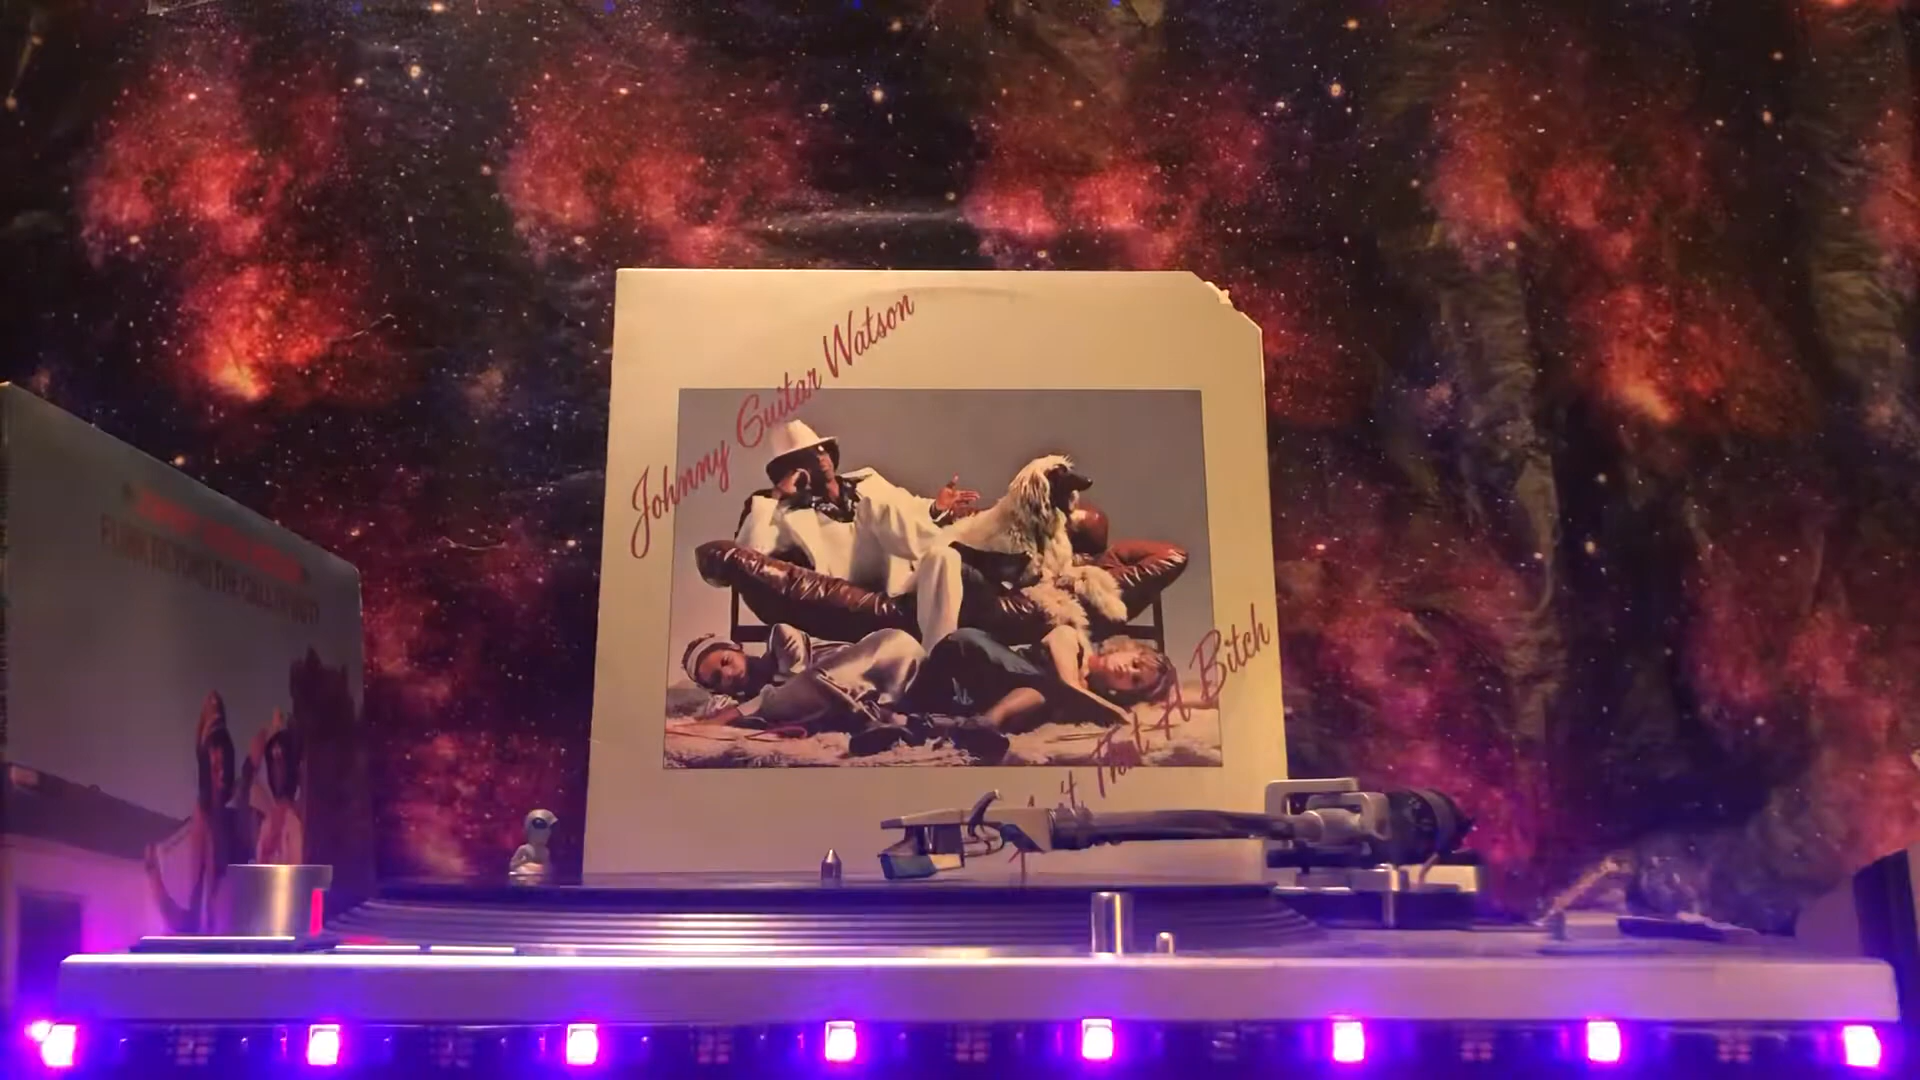 Johnny Guitar Watson
FUNK BEYOND THE CALL OF DUTY
Ain't That A Bitch